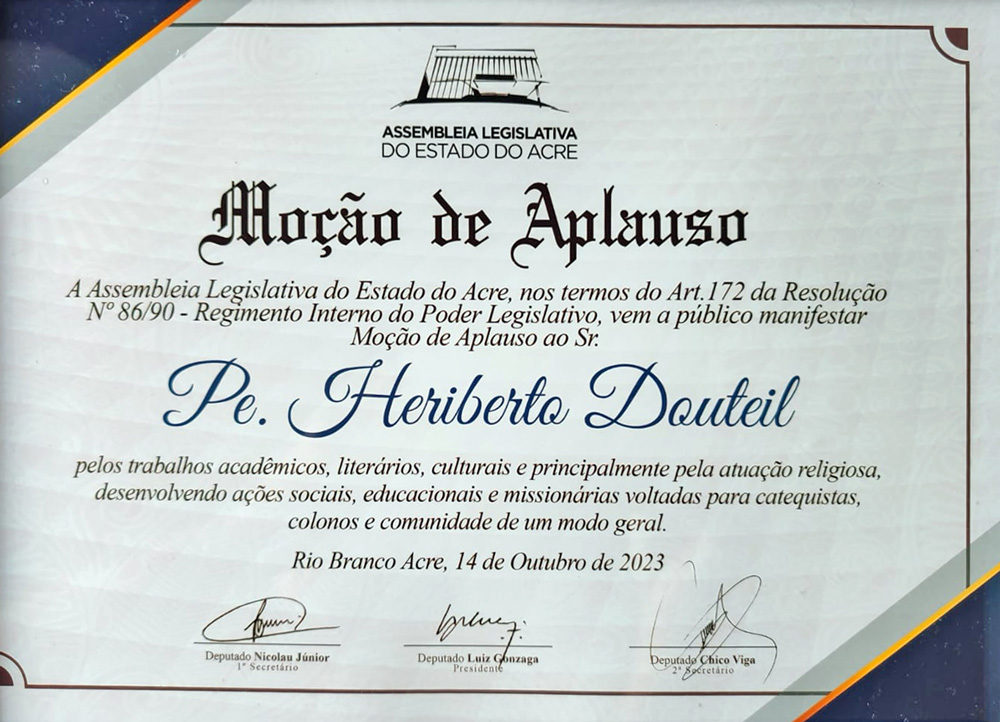 ASSEMBLEIA LEGISLATIVA
DO ESTADO DO ACRE
Moção de Aplauso
A Assembleia Legislativa do Estado do Acre, nos termos do Art.172 da Resolução
Nº 86/90 - Regimento Interno do Poder Legislativo, vem a público manifestar
Moção de Aplauso ao Sr.
Pe. Heriberto Douteil
pelos trabalhos acadêmicos, literários, culturais e principalmente pela atuação religiosa,
desenvolvendo ações sociais, educacionais e missionárias voltadas para catequistas,
colonos e comunidade de um modo geral.
Rio Branco Acre, 14 de Outubro de 2023
Deputado Nicolau Júnior
1º Secretário
Deputado Luiz Gonzaga
Presidente
Deputado Chico Viga
2º Secretário